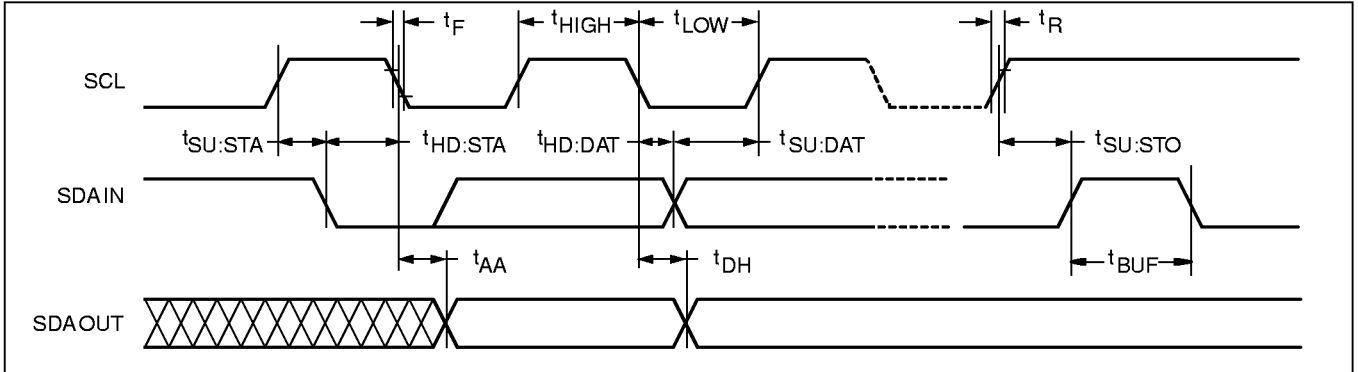 tF tHIGH tLOW tR
SCL
tSU:STA tHD:STA tHD:DAT tSU:DAT tSU:STO
SDAIN
tAA tDH tBUF
SDAOUT